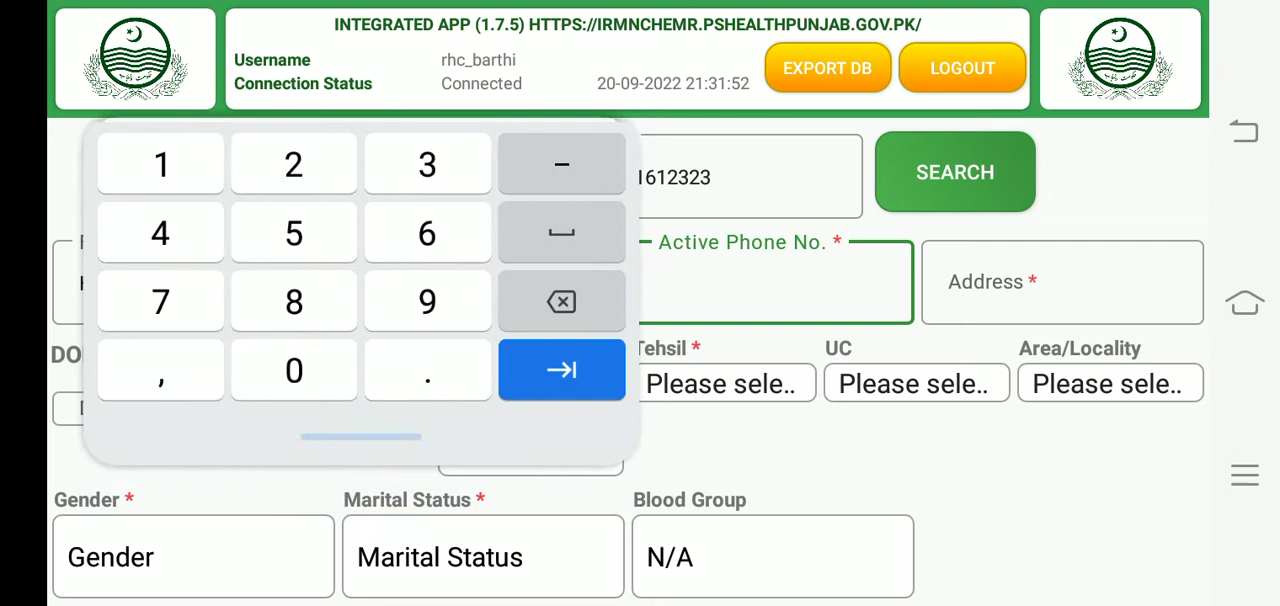 INTEGRATED APP (1.7.5) HTTPS://IRMNCHEMR.PSHEALTHPUNJAB.GOV.PK/
Username rhc_barthi
Connection Status Connected 20-09-2022 21:31:52
EXPORT DB
LOGOUT
1 2 3 –
4 5 6
7 8 9
, 0 .
1612323
SEARCH
Active Phone No. *
Address *
DO
Tehsil * UC Area/Locality
Please sele.. Please sele.. Please sele..
Gender * Marital Status * Blood Group
Gender Marital Status N/A